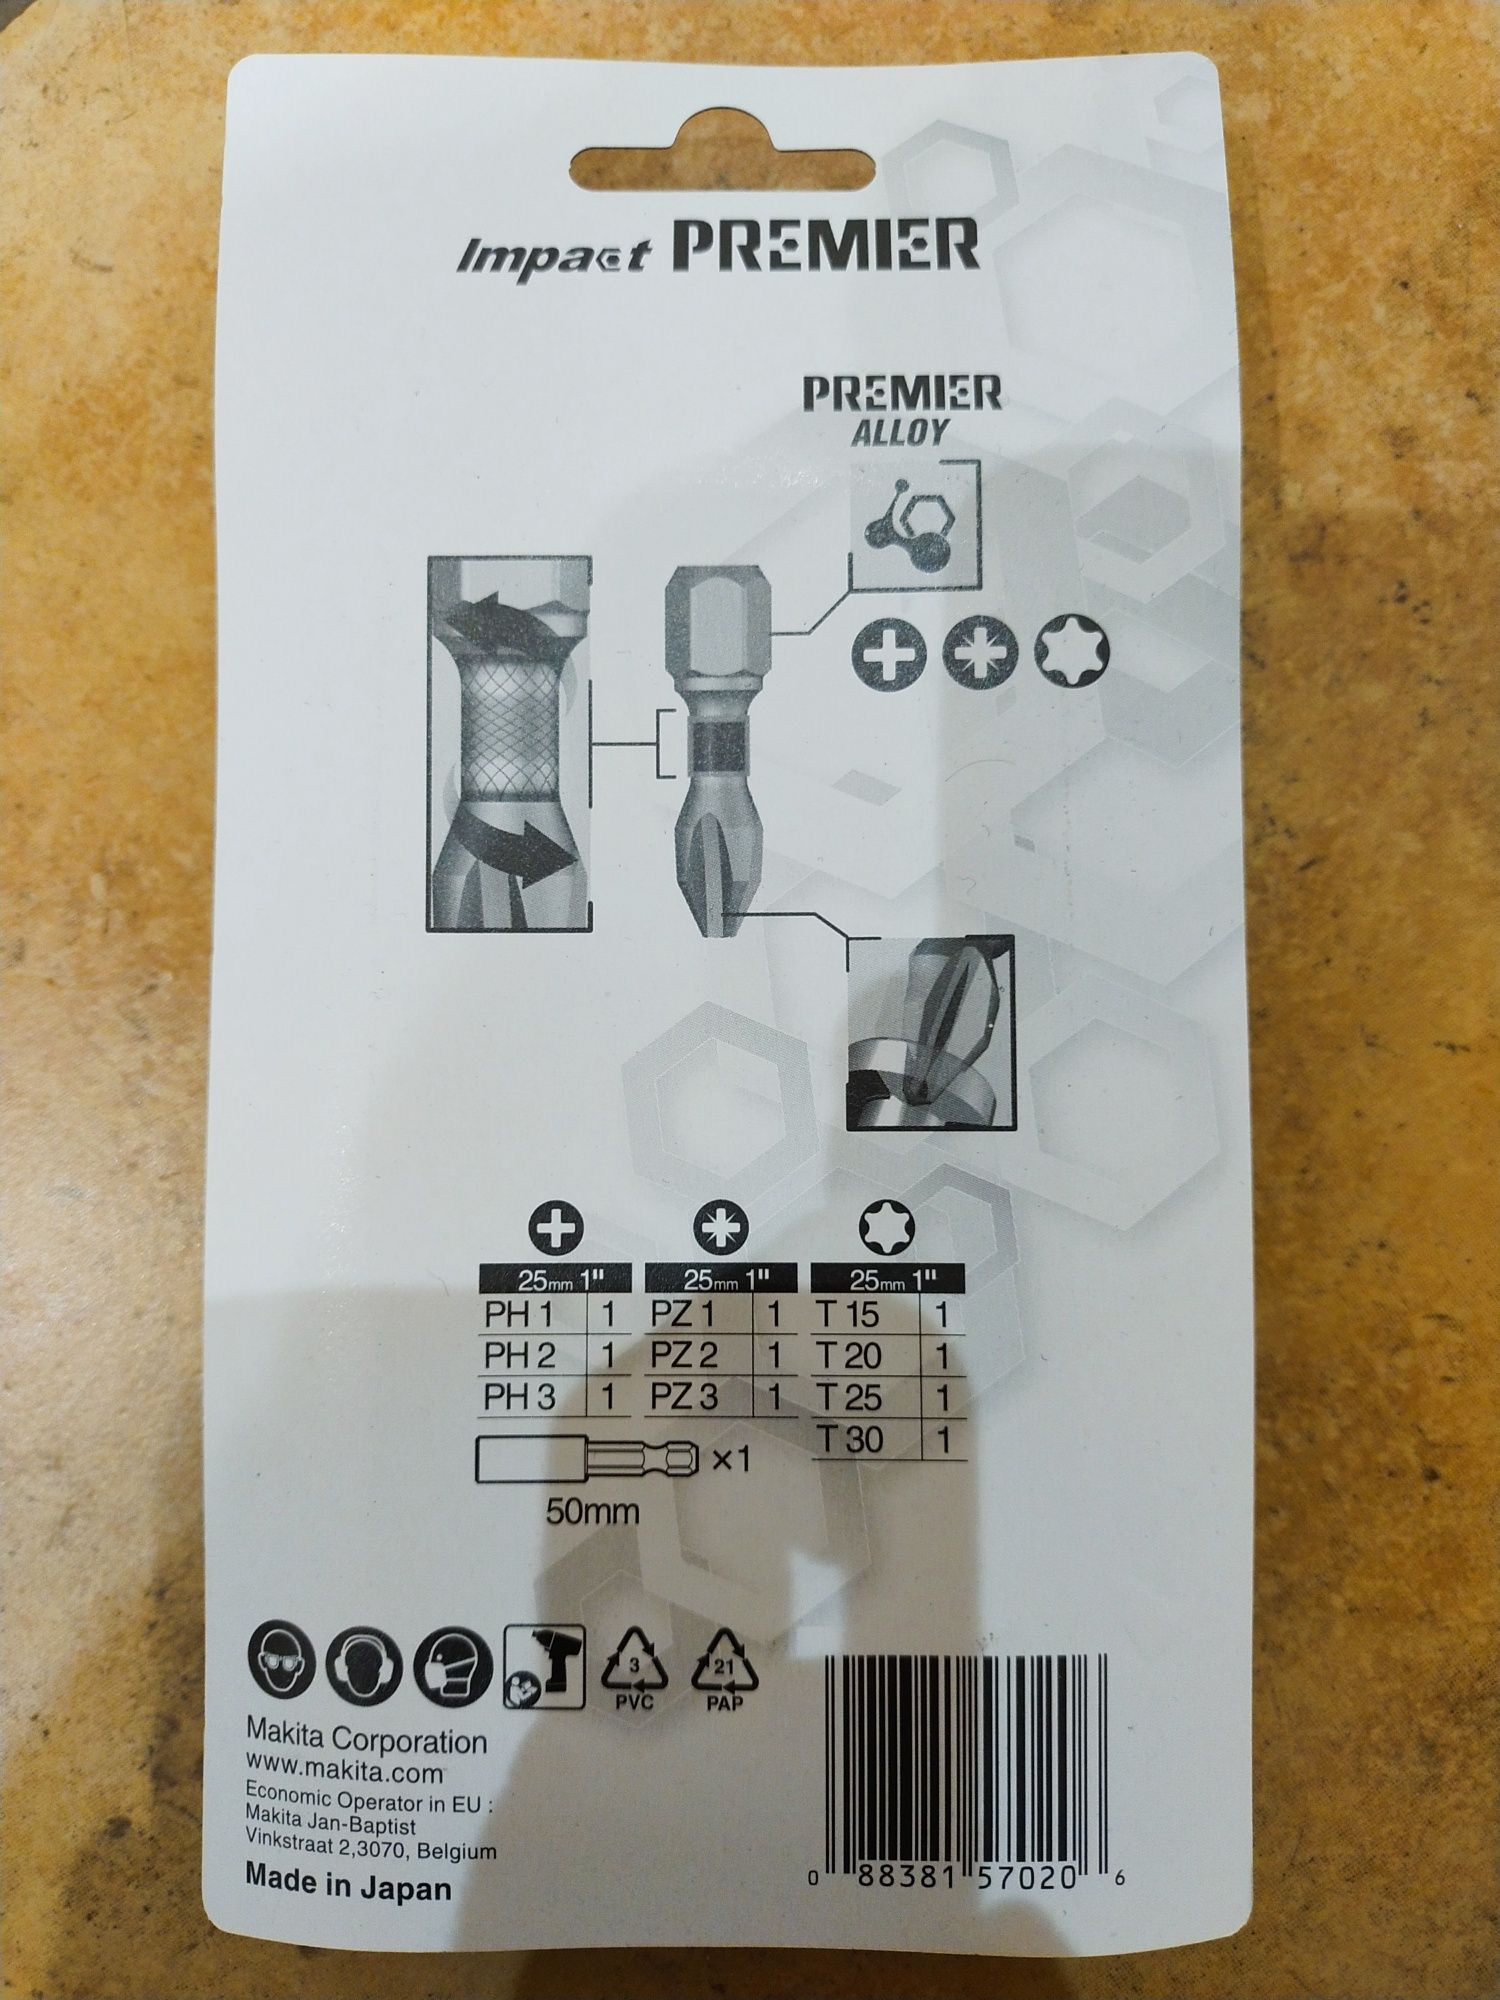 Impact PREMIER
PREMIER
ALLOY
25mm 1" 25mm 1" 25mm 1"
PH 1 1 PZ 1 1 T 15 1
PH 2 1 PZ 2 1 T 20 1
PH 3 1 PZ 3 1 T 25 1
T 30 1
×1
50mm
3
PVC
21
PAP
Makita Corporation
www.makita.com
Economic Operator in EU :
Makita Jan-Baptist
Vinkstraat 2,3070, Belgium
Made in Japan
0 88381 57020 6